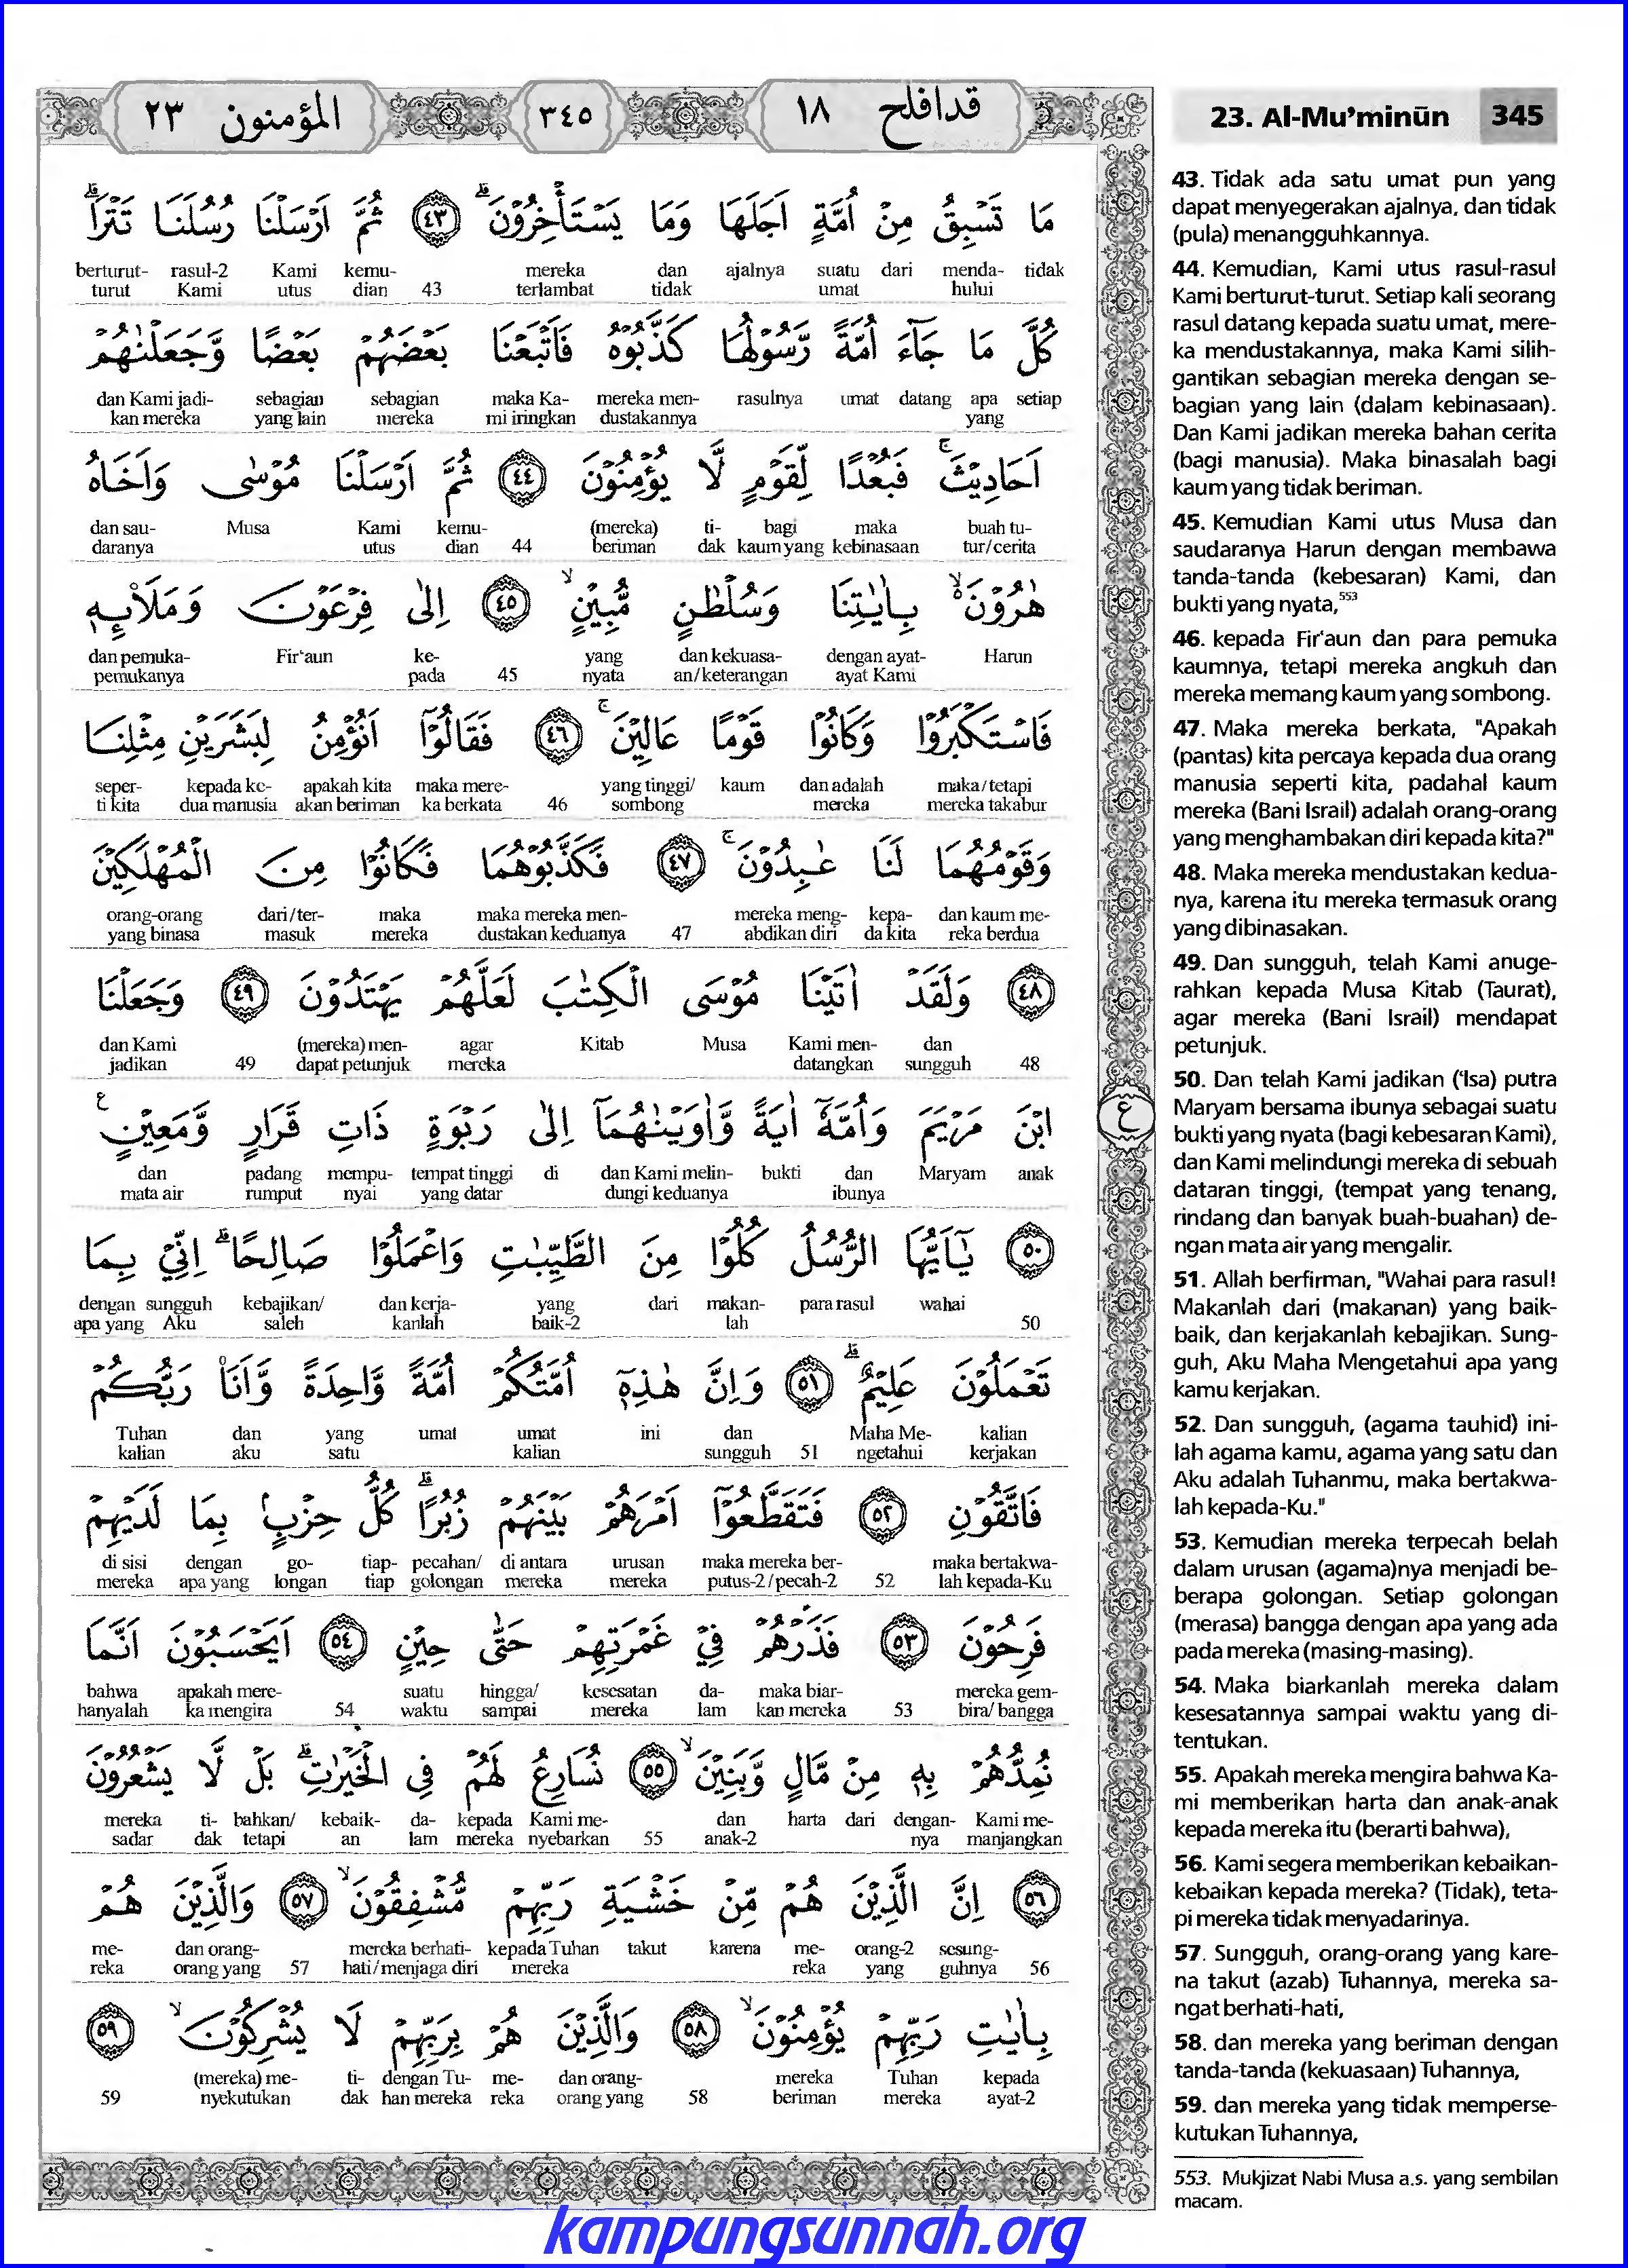 المؤمنون ٢٣
٣٤٥
قدافلح ١٨
مَا تَسْبِقُ مِنْ اُمَّةٍ اَجَلَهَا وَمَا يَسْتَأْخِرُوْنَ ۗ ٤٣ ثُمَّ اَرْسَلْنَا رُسُلَنَا تَتْرَاۗ
berturut- rasul-2 Kami kemu- mereka dan ajalnya suatu dari menda- tidak
turut Kami utus dian 43 terlambat tidak umat hului
كُلَّ مَا جَاۤءَ اُمَّةً رَّسُوْلُهَا كَذَّبُوْهُ فَاَتْبَعْنَا بَعْضَهُمْ بَعْضًا وَّجَعَلْنٰهُمْ
dan Kami jadi- sebagian sebagian maka Ka- mereka men- rasulnya umat datang apa setiap
kan mereka yang lain mereka mi iringkan dustakannya yang
اَحَادِيْثَۚ فَبُعْدًا لِّقَوْمٍ لَّا يُؤْمِنُوْنَ ٤٤ ثُمَّ اَرْسَلْنَا مُوْسٰى وَاَخَاهُ
dan sau- Musa Kami kemu- (mereka) ti- bagi maka buah tu-
daranya utus dian 44 beriman dak kaum yang kebinasaan tur/cerita
هٰرُوْنَ ەۙ بِاٰيٰتِنَا وَسُلْطٰنٍ مُّبِيْنٍۙ ٤٥ اِلٰى فِرْعَوْنَ وَمَلَا۟ىِٕهٖ
dan pemuka- Fir‘aun ke- yang dan kekuasa- dengan ayat- Harun
pemukanya pada 45 nyata an/keterangan ayat Kami
فَاسْتَكْبَرُوْا وَكَانُوْا قَوْمًا عَالِيْنَۚ ٤٦ فَقَالُوْٓا اَنُؤْمِنُ لِبَشَرَيْنِ مِثْلِنَا
seper- kepada ke- apakah kita maka mere- yang tinggi/ kaum dan adalah maka/tetapi
ti kita dua manusia akan beriman ka berkata 46 sombong mereka mereka takabur
وَقَوْمُهُمَا لَنَا عٰبِدُوْنَۚ ٤٧ فَكَذَّبُوْهُمَا فَكَانُوْا مِنَ الْمُهْلَكِيْنَ
orang-orang dari/ter- maka maka mereka men- mereka meng- kepa- dan kaum me-
yang binasa masuk mereka dustakan keduanya 47 abdikan diri da kita reka berdua
٤٨ وَلَقَدْ اٰتَيْنَا مُوْسَى الْكِتٰبَ لَعَلَّهُمْ يَهْتَدُوْنَ ٤٩ وَجَعَلْنَا
dan Kami (mereka) men- agar Kitab Musa Kami men- dan
jadikan 49 dapat petunjuk mereka datangkan sungguh 48
ابْنَ مَرْيَمَ وَاُمَّهٗٓ اٰيَةً وَّاٰوَيْنٰهُمَآ اِلٰى رَبْوَةٍ ذَاتِ قَرَارٍ وَّمَعِيْنٍ ࣖ
ع
dan padang mempu- tempat tinggi di dan Kami melin- bukti dan Maryam anak
mata air rumput nyai yang datar dungi keduanya ibunya
٥٠ يٰٓاَيُّهَا الرُّسُلُ كُلُوْا مِنَ الطَّيِّبٰتِ وَاعْمَلُوْا صَالِحًاۗ اِنِّيْ بِمَا
dengan sungguh kebajikan/ dan kerja- yang dari makan- para rasul wahai
apa yang Aku saleh kanlah baik-2 lah 50
تَعْمَلُوْنَ عَلِيْمٌۗ ٥١ وَاِنَّ هٰذِهٖٓ اُمَّتُكُمْ اُمَّةً وَّاحِدَةً وَّاَنَا۠ رَبُّكُمْ
Tuhan dan yang umat umat ini dan Maha Me- kalian
kalian aku satu kalian sungguh 51 ngetahui kerjakan
فَاتَّقُوْنِ ٥٢ فَتَقَطَّعُوْٓا اَمْرَهُمْ بَيْنَهُمْ زُبُرًاۗ كُلُّ حِزْبٍۢ بِمَا لَدَيْهِمْ
di sisi dengan go- tiap- pecahan/ di antara urusan maka mereka ber- maka bertakwa-
mereka apa yang longan tiap golongan mereka mereka putus-2/pecah-2 52 lah kepada-Ku
فَرِحُوْنَ ٥٣ فَذَرْهُمْ فِيْ غَمْرَتِهِمْ حَتّٰى حِيْنٍ ٥٤ اَيَحْسَبُوْنَ اَنَّمَا
bahwa apakah mere- suatu hingga/ kesesatan da- maka biar- mereka gem-
hanyalah ka mengira 54 waktu sampai mereka lam kan mereka 53 bira/bangga
نُمِدُّهُمْ بِهٖ مِنْ مَّالٍ وَّبَنِيْنَۙ ٥٥ نُسَارِعُ لَهُمْ فِى الْخَيْرٰتِۗ بَلْ لَّا يَشْعُرُوْنَ
mereka ti- bahkan/ kebaik- da- kepada Kami me- dan harta dari dengan- Kami me-
sadar dak tetapi an lam mereka nyebarkan 55 anak-2 nya manjangkan
٥٦ اِنَّ الَّذِيْنَ هُمْ مِّنْ خَشْيَةِ رَبِّهِمْ مُّشْفِقُوْنَۙ ٥٧ وَالَّذِيْنَ هُمْ
me- dan orang- mereka berhati- kepada Tuhan takut karena me- orang-2 sesung-
reka orang yang 57 hati/menjaga diri mereka reka yang guhnya 56
بِاٰيٰتِ رَبِّهِمْ يُؤْمِنُوْنَۙ ٥٨ وَالَّذِيْنَ هُمْ بِرَبِّهِمْ لَا يُشْرِكُوْنَۙ ٥٩
(mereka) me- ti- dengan Tu- me- dan orang- mereka Tuhan kepada
59 nyekutukan dak han mereka reka orang yang 58 beriman mereka ayat-2
23. Al-Mu’minūn 345
43. Tidak ada satu umat pun yang
dapat menyegerakan ajalnya, dan tidak
(pula) menangguhkannya.
44. Kemudian, Kami utus rasul-rasul
Kami berturut-turut. Setiap kali seorang
rasul datang kepada suatu umat, mere-
ka mendustakannya, maka Kami silih-
gantikan sebagian mereka dengan se-
bagian yang lain (dalam kebinasaan).
Dan Kami jadikan mereka bahan cerita
(bagi manusia). Maka binasalah bagi
kaum yang tidak beriman.
45. Kemudian Kami utus Musa dan
saudaranya Harun dengan membawa
tanda-tanda (kebesaran) Kami, dan
bukti yang nyata,553
46. kepada Fir‘aun dan para pemuka
kaumnya, tetapi mereka angkuh dan
mereka memang kaum yang sombong.
47. Maka mereka berkata, "Apakah
(pantas) kita percaya kepada dua orang
manusia seperti kita, padahal kaum
mereka (Bani Israil) adalah orang-orang
yang menghambakan diri kepada kita?"
48. Maka mereka mendustakan kedua-
nya, karena itu mereka termasuk orang
yang dibinasakan.
49. Dan sungguh, telah Kami anuge-
rahkan kepada Musa Kitab (Taurat),
agar mereka (Bani Israil) mendapat
petunjuk.
50. Dan telah Kami jadikan (‘Isa) putra
Maryam bersama ibunya sebagai suatu
bukti yang nyata (bagi kebesaran Kami),
dan Kami melindungi mereka di sebuah
dataran tinggi, (tempat yang tenang,
rindang dan banyak buah-buahan) de-
ngan mata air yang mengalir.
51. Allah berfirman, "Wahai para rasul!
Makanlah dari (makanan) yang baik-
baik, dan kerjakanlah kebajikan. Sung-
guh, Aku Maha Mengetahui apa yang
kamu kerjakan.
52. Dan sungguh, (agama tauhid) ini-
lah agama kamu, agama yang satu dan
Aku adalah Tuhanmu, maka bertakwa-
lah kepada-Ku."
53. Kemudian mereka terpecah belah
dalam urusan (agama)nya menjadi be-
berapa golongan. Setiap golongan
(merasa) bangga dengan apa yang ada
pada mereka (masing-masing).
54. Maka biarkanlah mereka dalam
kesesatannya sampai waktu yang di-
tentukan.
55. Apakah mereka mengira bahwa Ka-
mi memberikan harta dan anak-anak
kepada mereka itu (berarti bahwa),
56. Kami segera memberikan kebaikan-
kebaikan kepada mereka? (Tidak), teta-
pi mereka tidak menyadarinya.
57. Sungguh, orang-orang yang kare-
na takut (azab) Tuhannya, mereka sa-
ngat berhati-hati,
58. dan mereka yang beriman dengan
tanda-tanda (kekuasaan) Tuhannya,
59. dan mereka yang tidak memperse-
kutukan Tuhannya,
553. Mukjizat Nabi Musa a.s. yang sembilan
macam.
kampungsunnah.org